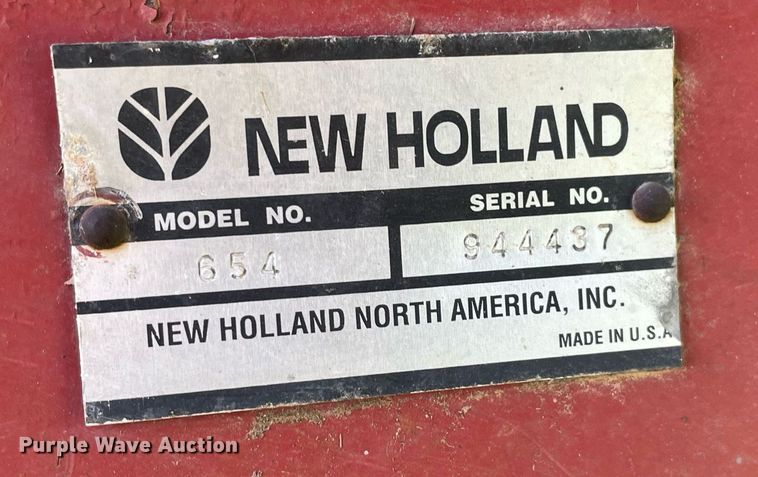 NEW HOLLAND
MODEL NO. SERIAL NO.
654 944437
NEW HOLLAND NORTH AMERICA, INC.
MADE IN U.S.A
Purple Wave Auction